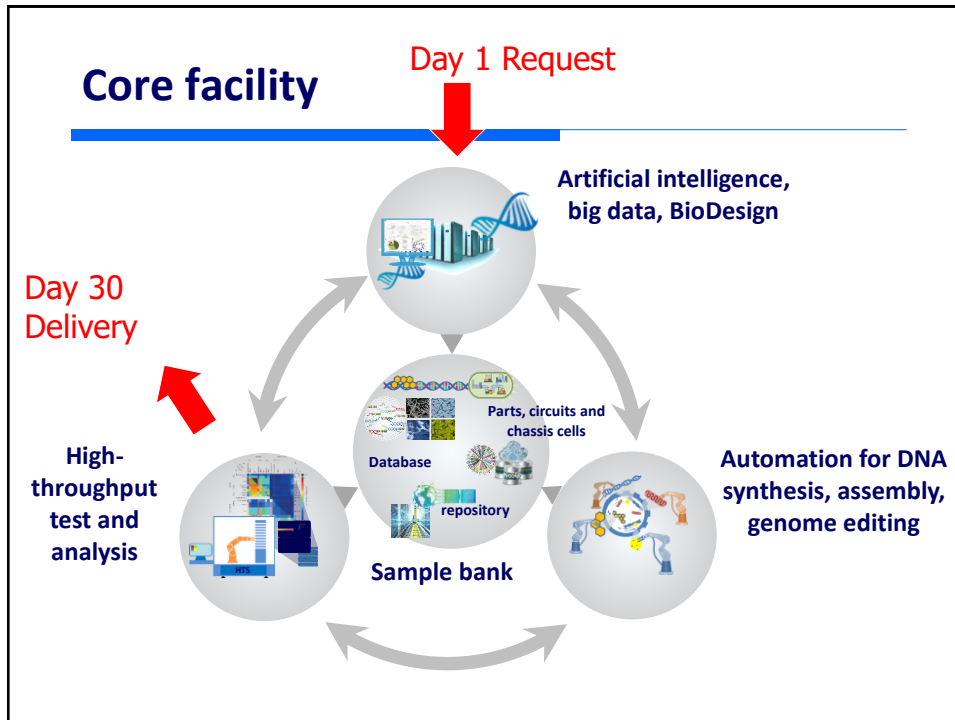 Core facility
Day 1 Request
Artificial intelligence,
big data, BioDesign
Day 30
Delivery
Parts, circuits and
chassis cells
Database
repository
High-
throughput
test and
analysis
HTS
Sample bank
Automation for DNA
synthesis, assembly,
genome editing